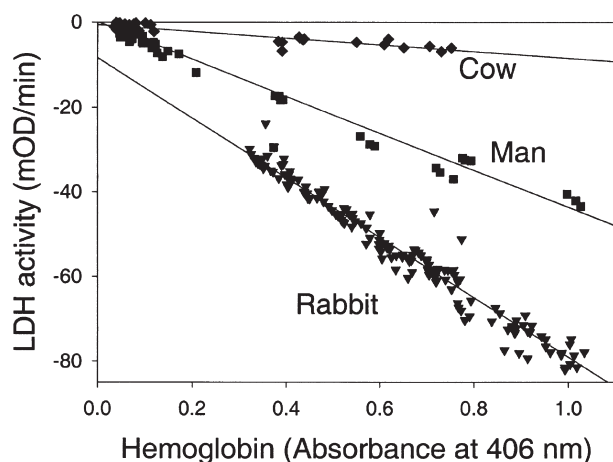 0
-20
-40
-60
-80
LDH activity (mOD/min)
Cow
Man
Rabbit
0.0 0.2 0.4 0.6 0.8 1.0
Hemoglobin (Absorbance at 406 nm)